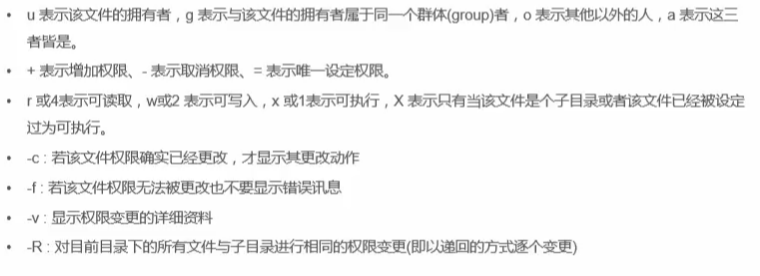 • u 表示该文件的拥有者，g 表示与该文件的拥有者属于同一个群体(group)者，o 表示其他以外的人，a 表示这三
者皆是。
• + 表示增加权限、- 表示取消权限、= 表示唯一设定权限。
• r 或4表示可读取，w或2 表示可写入，x 或1表示可执行，X 表示只有当该文件是个子目录或者该文件已经被设定
过为可执行。
• -c : 若该文件权限确实已经更改，才显示其更改动作
• -f : 若该文件权限无法被更改也不要显示错误讯息
• -v : 显示权限变更的详细资料
• -R : 对目前目录下的所有文件与子目录进行相同的权限变更(即以递回的方式逐个变更)